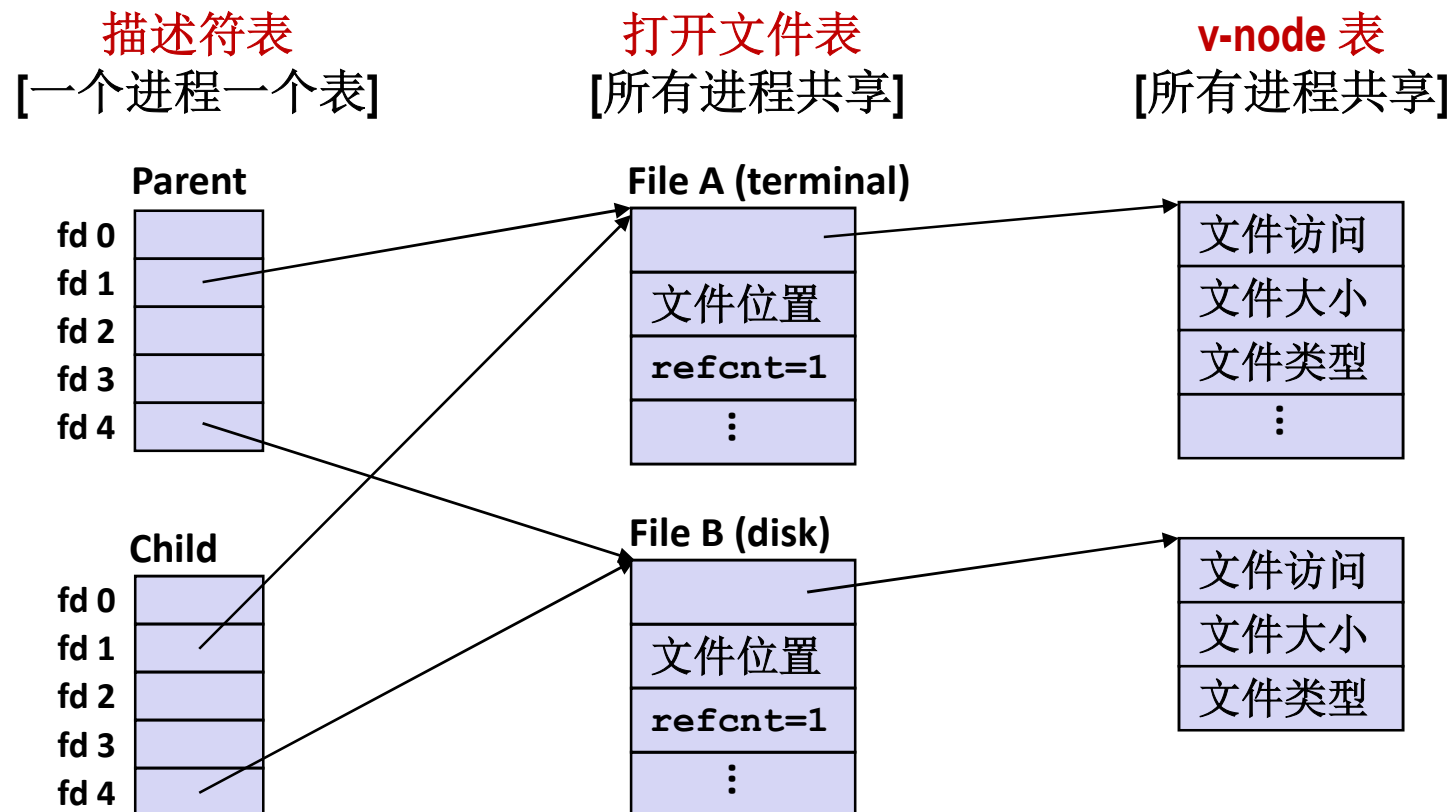 描述符表
[一个进程一个表]
打开文件表
[所有进程共享]
v-node 表
[所有进程共享]
Parent
fd 0
fd 1
fd 2
fd 3
fd 4
Child
fd 0
fd 1
fd 2
fd 3
fd 4
File A (terminal)
文件位置
refcnt=1
⋮
File B (disk)
文件位置
refcnt=1
⋮
文件访问
文件大小
文件类型
⋮
文件访问
文件大小
文件类型